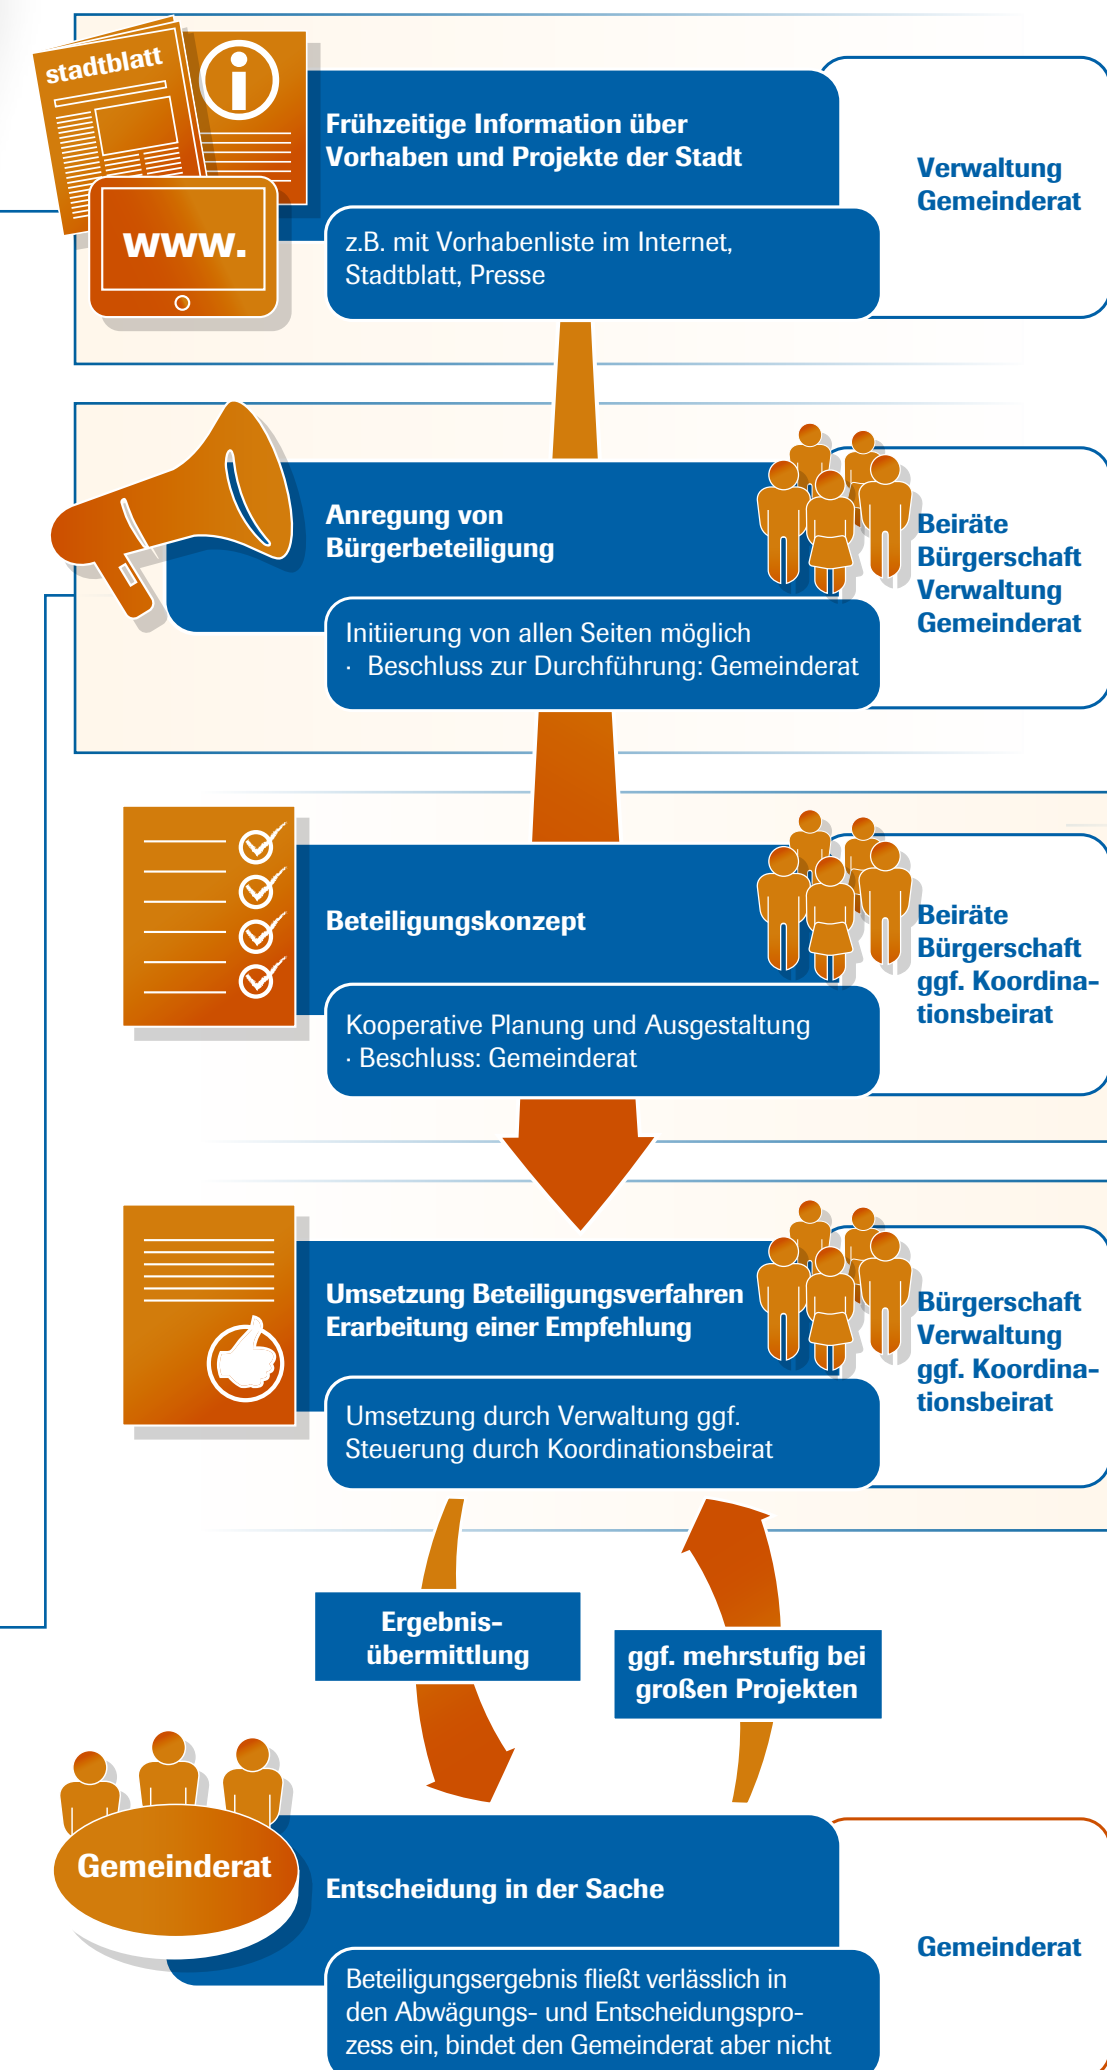 stadtblatt
www.
Frühzeitige Information über
Vorhaben und Projekte der Stadt
z.B. mit Vorhabenliste im Internet,
Stadtblatt, Presse
Verwaltung
Gemeinderat
Anregung von
Bürgerbeteiligung
Initiierung von allen Seiten möglich
· Beschluss zur Durchführung: Gemeinderat
Beiräte
Bürgerschaft
Verwaltung
Gemeinderat
Beteiligungskonzept
Kooperative Planung und Ausgestaltung
· Beschluss: Gemeinderat
Beiräte
Bürgerschaft
ggf. Koordina-
tionsbeirat
Umsetzung Beteiligungsverfahren
Erarbeitung einer Empfehlung
Umsetzung durch Verwaltung ggf.
Steuerung durch Koordinationsbeirat
Bürgerschaft
Verwaltung
ggf. Koordina-
tionsbeirat
Ergebnis-
übermittlung
ggf. mehrstufig bei
großen Projekten
Gemeinderat
Entscheidung in der Sache
Beteiligungsergebnis fließt verlässlich in
den Abwägungs- und Entscheidungspro-
zess ein, bindet den Gemeinderat aber nicht
Gemeinderat